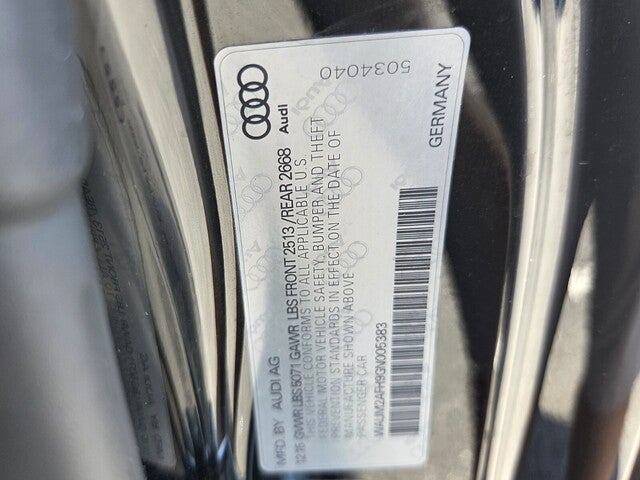 MFD. BY AUDI AG
12.15 GVWR LBS 5071 GAWR LBS FRONT 2513 / REAR 2668
THIS VEHICLE CONFORMS TO ALL APPLICABLE U S
FEDERAL MOTOR VEHICLE SAFETY, BUMPER AND THEFT
PREVENTION STANDARDS IN EFFECT ON THE DATE OF
MANUFACTURE SHOWN ABOVE
PASSENGER CAR
WAUM2AFH9GN005383
Audi
5034040
GERMANY